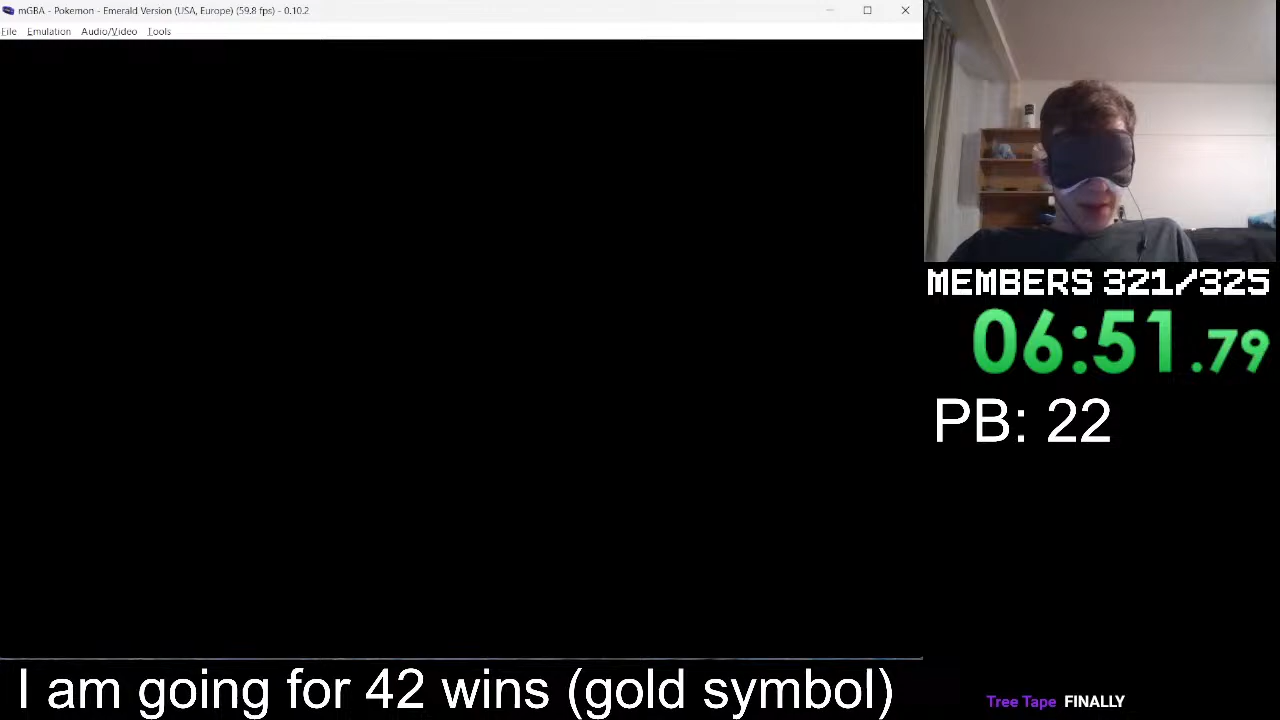 mGBA - Pokemon - Emerald Version (USA, Europe) (59.8 fps) - 0.10.2
File Emulation Audio/Video Tools
MEMBERS 321/325
06:51.79
PB: 22
I am going for 42 wins (gold symbol)
Tree Tape FINALLY